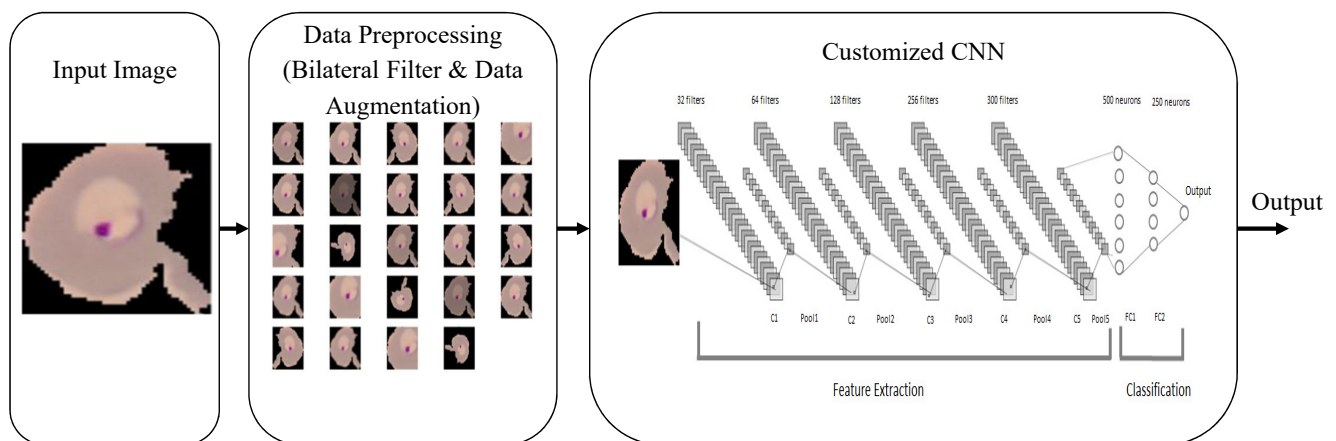 Input Image
Data Preprocessing
(Bilateral Filter & Data
Augmentation)
Customized CNN
32 filters 64 filters 128 filters 256 filters 300 filters 500 neurons 250 neurons
Output
C1 Pool1 C2 Pool2 C3 Pool3 C4 Pool4 C5 Pool5 FC1 FC2
Feature Extraction Classification
Output